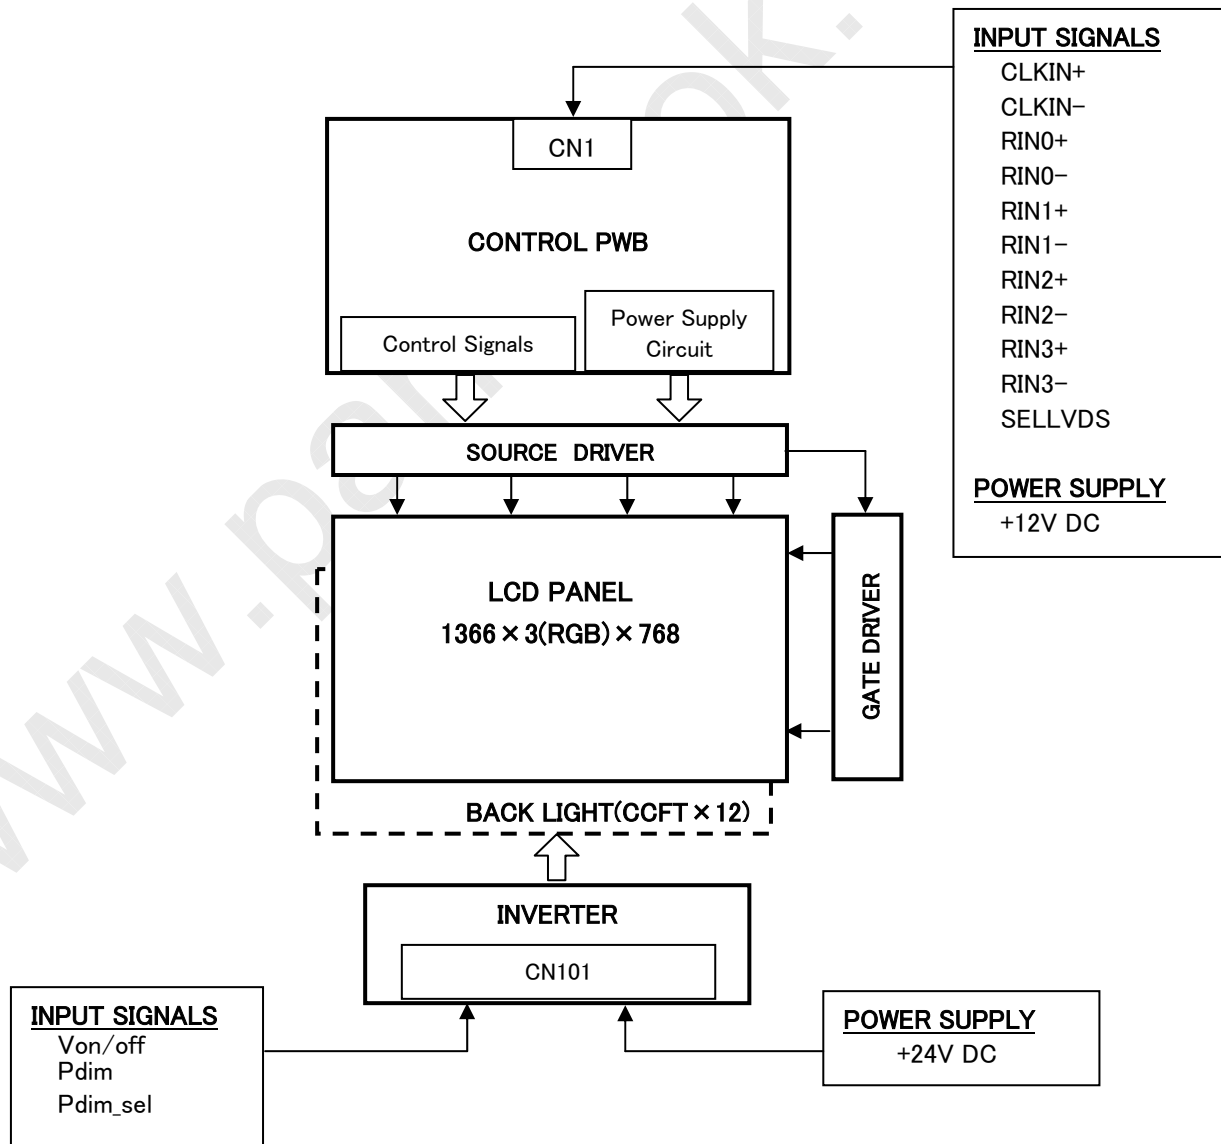 INPUT SIGNALS
CLKIN+
CLKIN−
RIN0+
RIN0−
RIN1+
RIN1−
RIN2+
RIN2−
RIN3+
RIN3−
SELLVDS
POWER SUPPLY
+12V DC
CN1
CONTROL PWB
Control Signals
Power Supply
Circuit
SOURCE DRIVER
LCD PANEL
1366×3(RGB)×768
GATE DRIVER
BACK LIGHT(CCFT×12)
INVERTER
CN101
INPUT SIGNALS
Von/off
Pdim
Pdim_sel
POWER SUPPLY
+24V DC